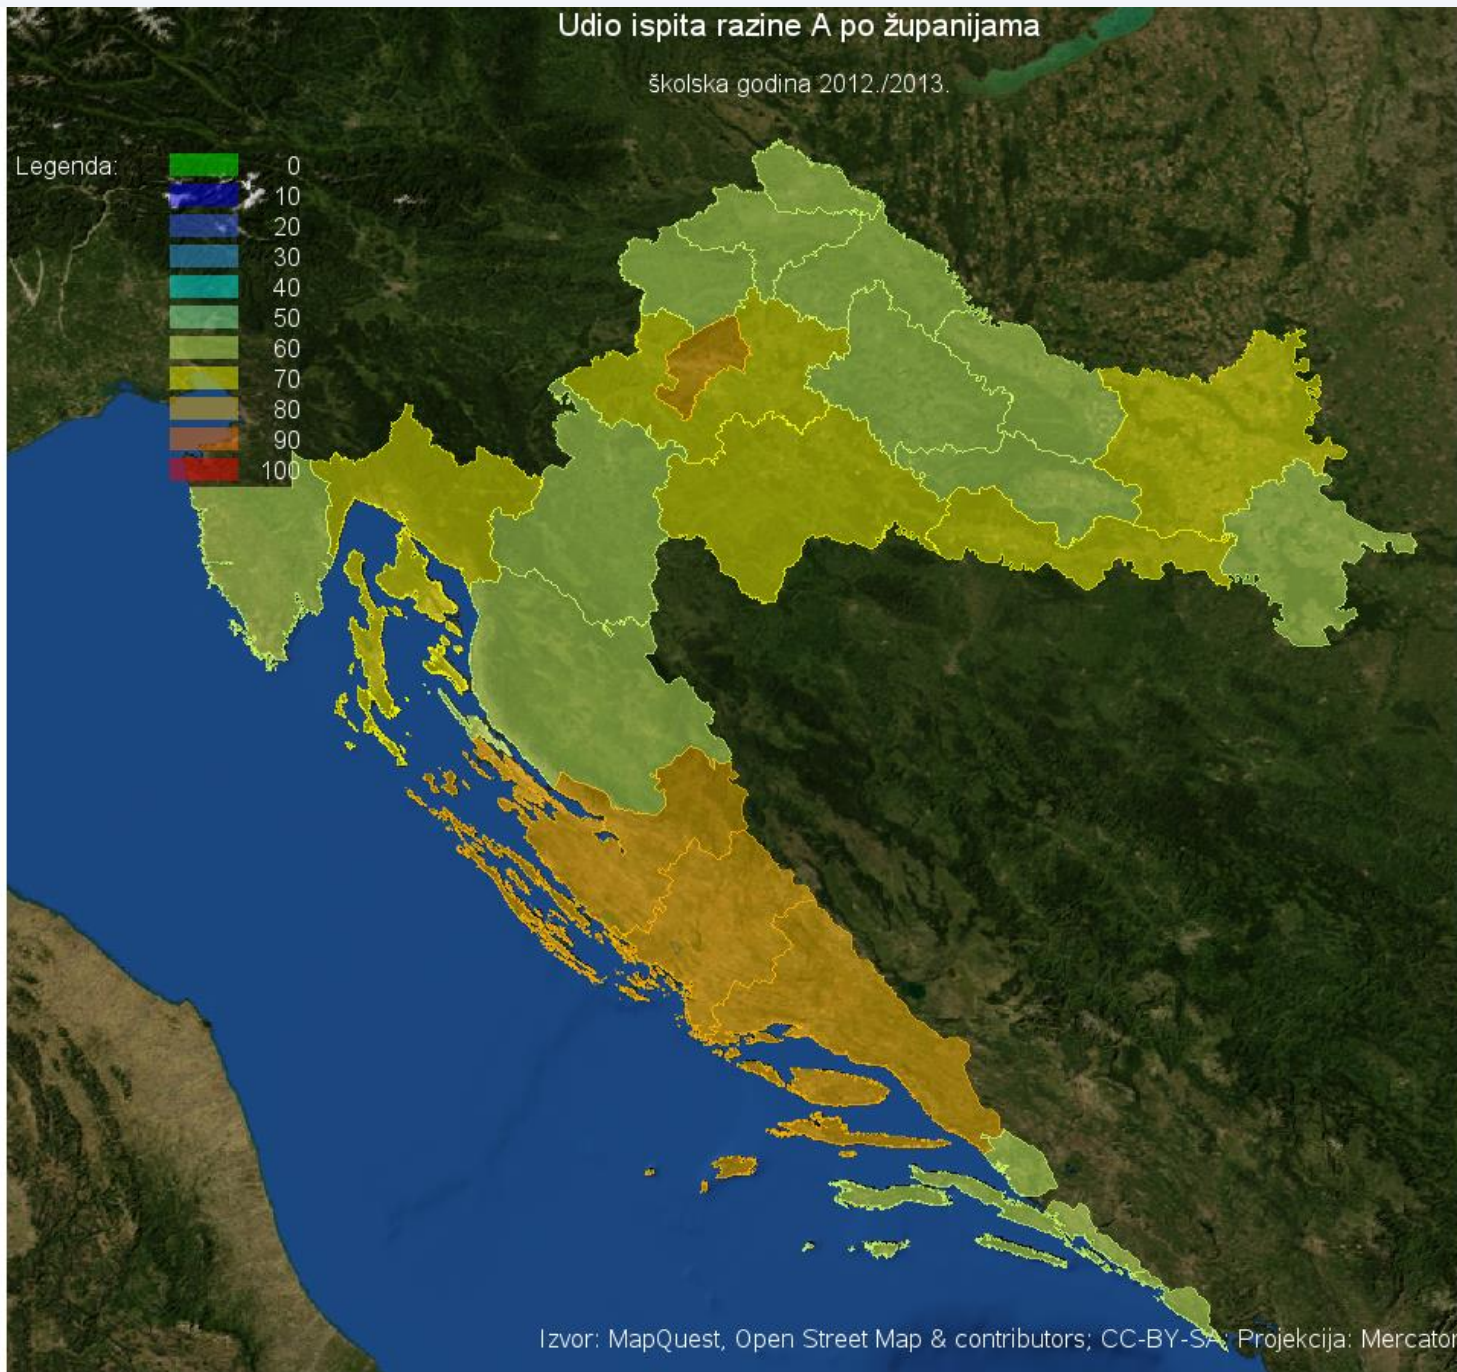 Udio ispita razine A po županijama
školska godina 2012./2013.
Legenda:
0
10
20
30
40
50
60
70
80
90
100
Izvor: MapQuest, Open Street Map & contributors; CC-BY-SA; Projekcija: Mercator